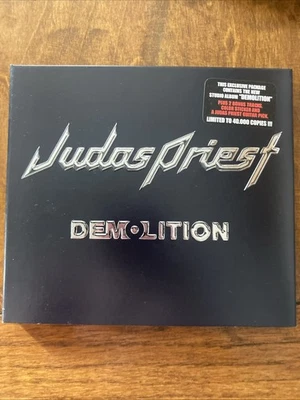 THIS EXCLUSIVE PACKAGE
CONTAINS THE NEW
STUDIO ALBUM "DEMOLITION"
PLUS 2 BONUS TRACKS,
COLOR STICKER AND
A JUDAS PRIEST GUITAR PICK.
LIMITED TO 40,000 COPIES !!!
Judas Priest
DEMOLITION